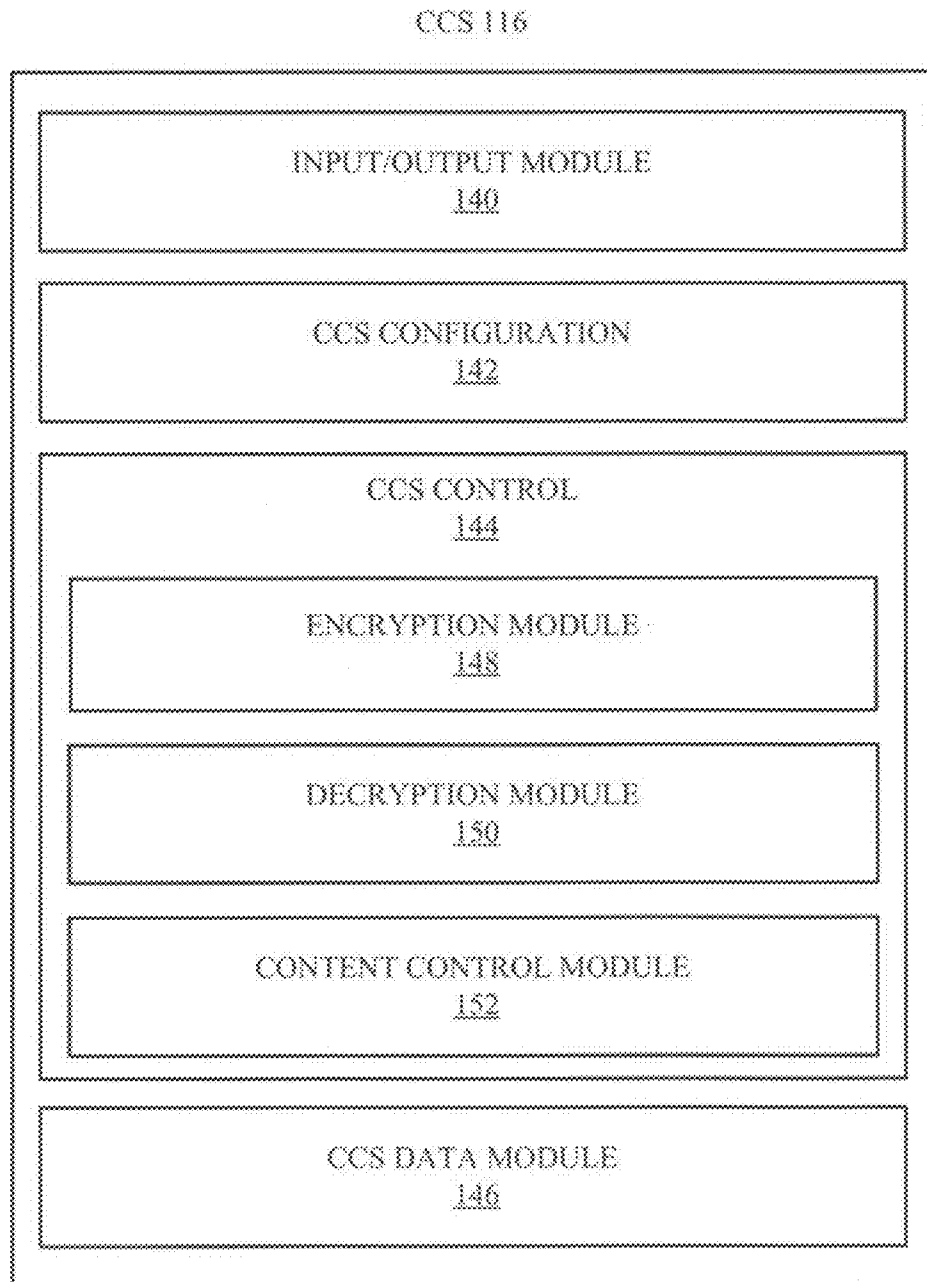 CCS 116
INPUT/OUTPUT MODULE
140
CCS CONFIGURATION
142
CCS CONTROL
144
ENCRYPTION MODULE
148
DECRYPTION MODULE
150
CONTENT CONTROL MODULE
152
CCS DATA MODULE
146